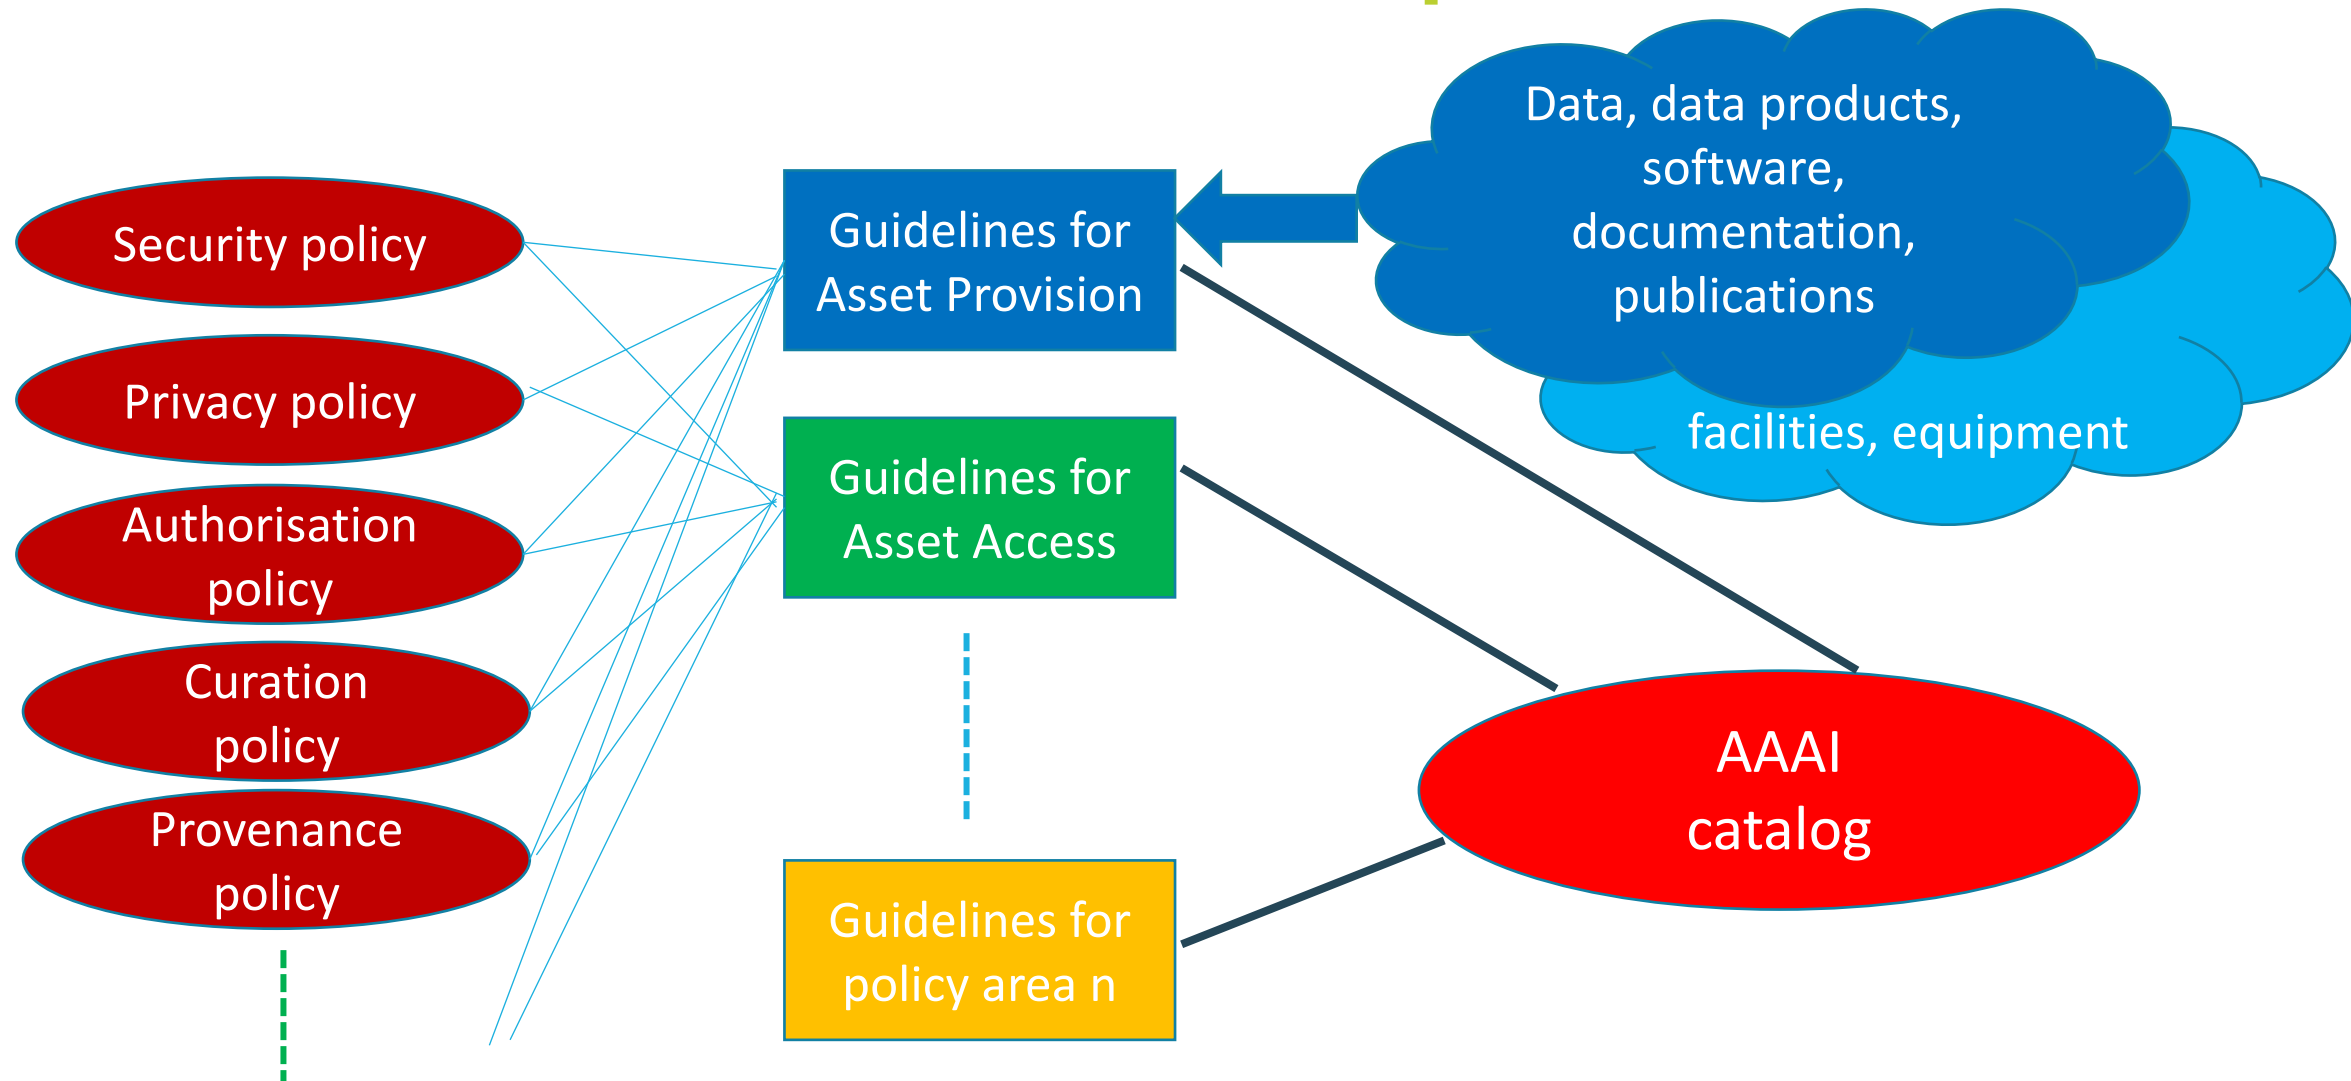 Security policy
Privacy policy
Authorisation
policy
Curation
policy
Provenance
policy
Guidelines for
Asset Provision
Guidelines for
Asset Access
Guidelines for
policy area n
Data, data products,
software,
documentation,
publications
facilities, equipment
AAAI
catalog